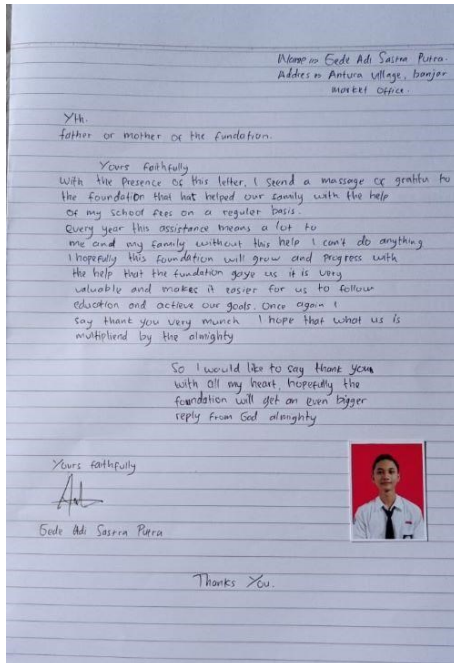 Name is Gede Adi Sastra Putra.
Addres is Antura village, banjar
market office.
Yth.
father or mother of the fundation.
Yours faithfully
With the Presence of this letter, I Seend a massage of gratitu to
the foundation that hat helped our family with the help
of my school fees on a reguler basis.
Every year this assistance means a lot to
me and my family without this help I can't do anything
I hopefully this foundation will grow and Progress with
the help that the fundation gave us it is very
valuable and makes it easier for us to follow
education and achieve our goals. Once again I
say thank you very munch I hope that what us is
multipliend by the almighty
So I would like to say thank you
with all my heart, hopefully the
foundation will get an even bigger
reply from God almighty
Yours faithfully
Gede Adi Sastra Putra
Thanks You.